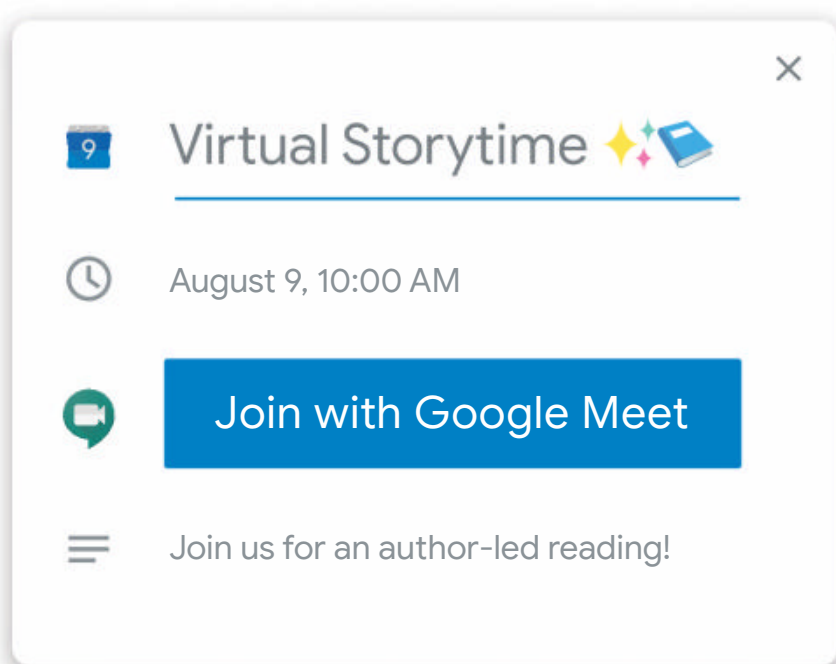 9
Virtual Storytime ✨📘
August 9, 10:00 AM
Join with Google Meet
Join us for an author-led reading!